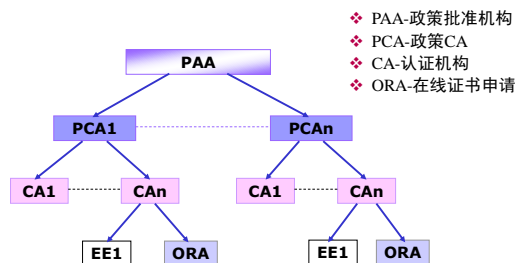 PAA-政策批准机构
PCA-政策CA
CA-认证机构
ORA-在线证书申请
PAA
PCA1 PCAn
CA1 CAn CA1 CAn
EE1 ORA EE1 ORA